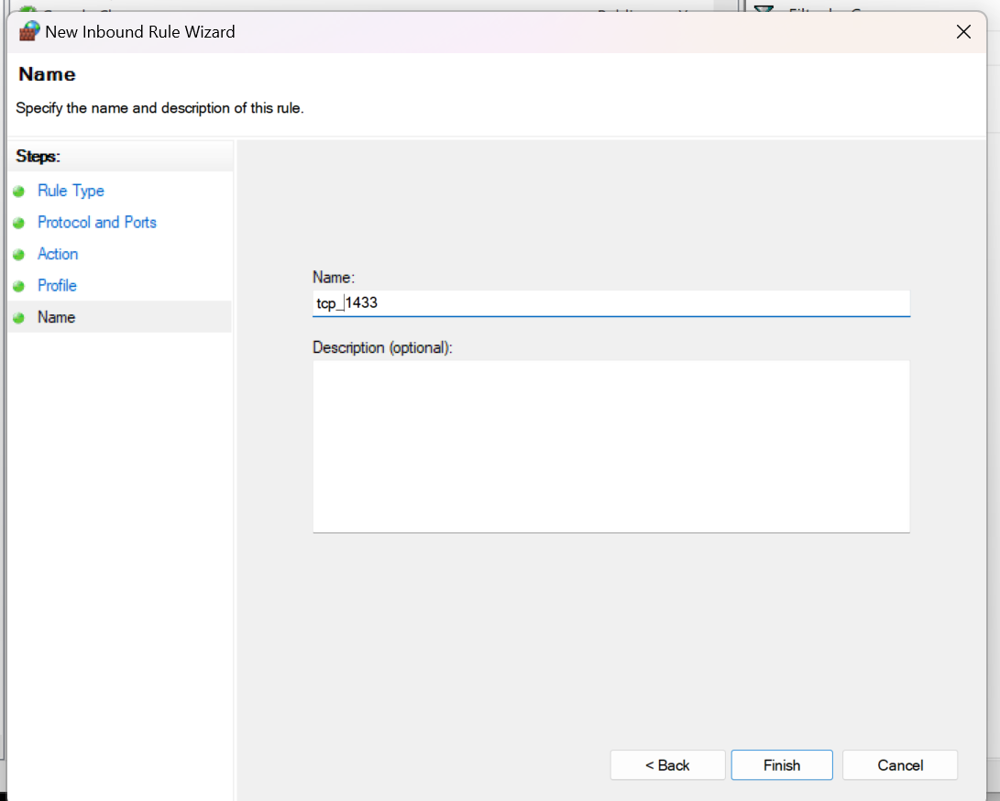 New Inbound Rule Wizard
Name
Specify the name and description of this rule.
Steps:
Rule Type
Protocol and Ports
Action
Profile
Name
Name:
tcp_1433
Description (optional):
< Back
Finish
Cancel